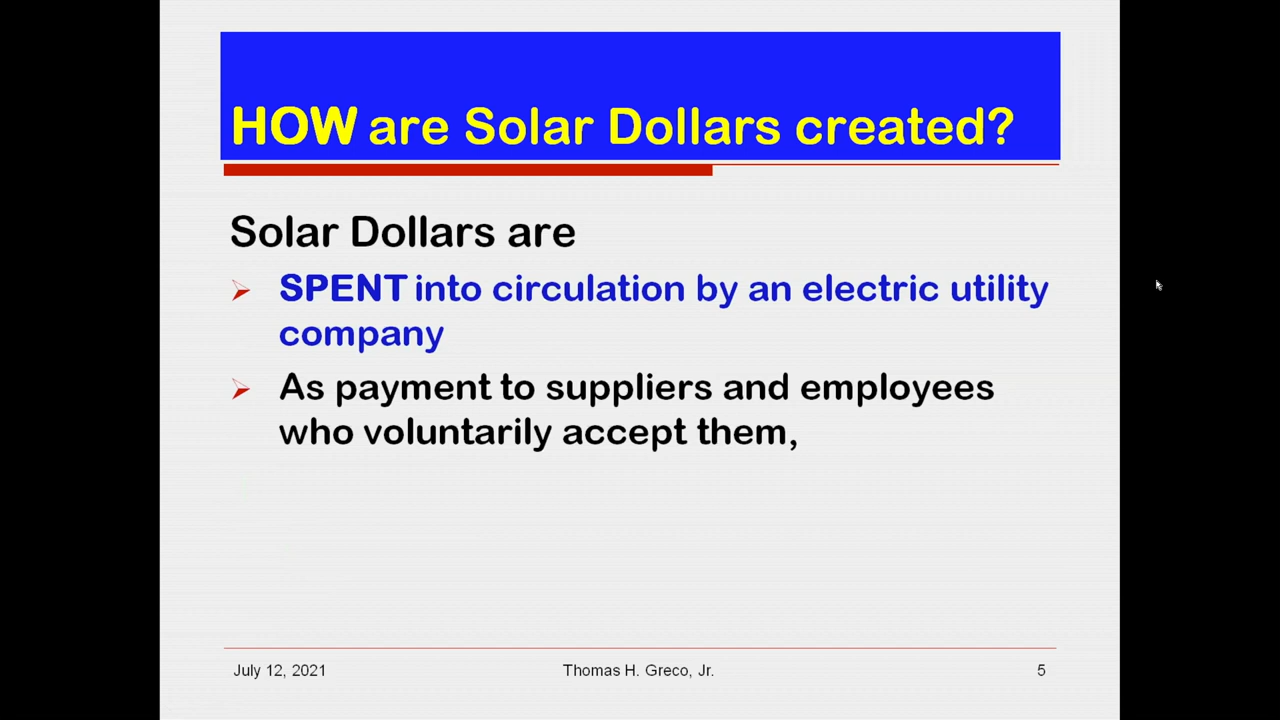 HOW are Solar Dollars created?
Solar Dollars are
SPENT into circulation by an electric utility
company
As payment to suppliers and employees
who voluntarily accept them,
July 12, 2021
Thomas H. Greco, Jr.
5